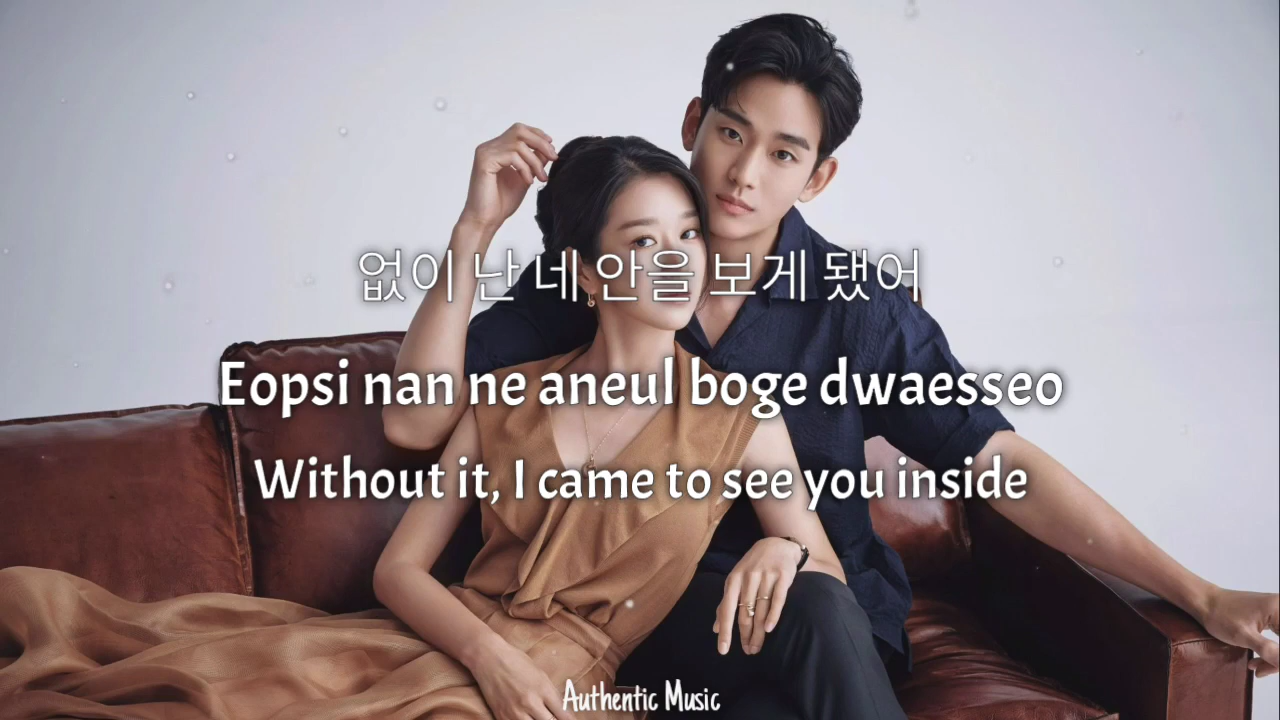 없이 난 네 안을 보게 됐어
Eopsi nan ne aneul boge dwaesseo
Without it, I came to see you inside
Authentic Music